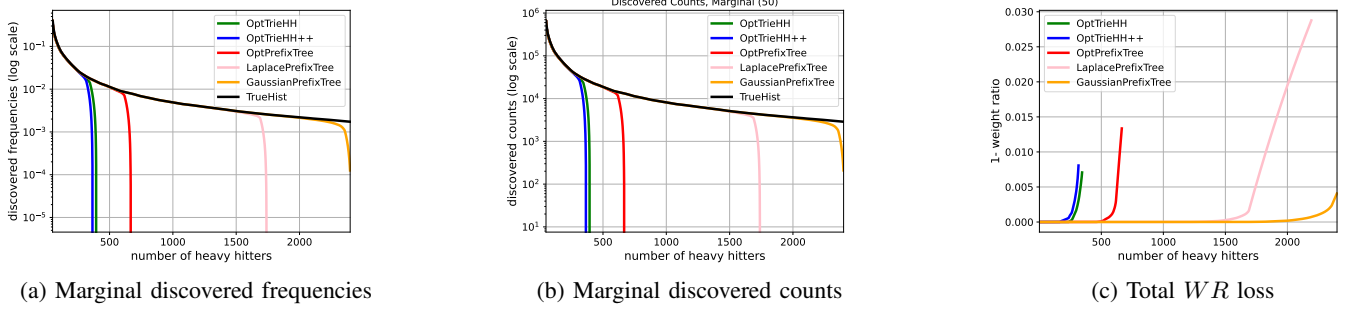 Discovered Counts, Marginal (50)
discovered frequencies (log scale)
10⁻¹
10⁻²
10⁻³
10⁻⁴
10⁻⁵
500
1000
1500
2000
number of heavy hitters
OptTrieHH
OptTrieHH++
OptPrefixTree
LaplacePrefixTree
GaussianPrefixTree
TrueHist
(a) Marginal discovered frequencies
discovered counts (log scale)
10⁶
10⁵
10⁴
10³
10²
10¹
500
1000
1500
2000
number of heavy hitters
OptTrieHH
OptTrieHH++
OptPrefixTree
LaplacePrefixTree
GaussianPrefixTree
TrueHist
(b) Marginal discovered counts
1- weight ratio
0.030
0.025
0.020
0.015
0.010
0.005
0.000
500
1000
1500
2000
number of heavy hitters
OptTrieHH
OptTrieHH++
OptPrefixTree
LaplacePrefixTree
GaussianPrefixTree
(c) Total WR loss